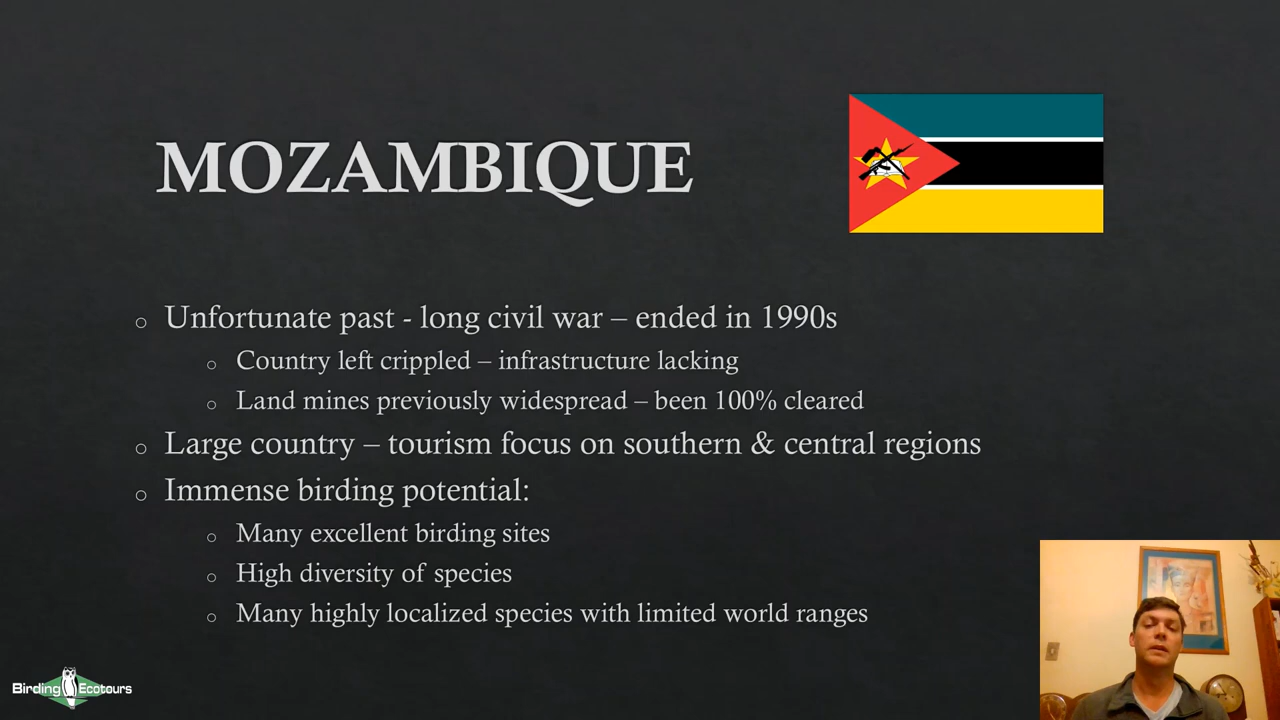 MOZAMBIQUE
Unfortunate past - long civil war – ended in 1990s
Country left crippled – infrastructure lacking
Land mines previously widespread – been 100% cleared
Large country – tourism focus on southern & central regions
Immense birding potential:
Many excellent birding sites
High diversity of species
Many highly localized species with limited world ranges
Birding Ecotours